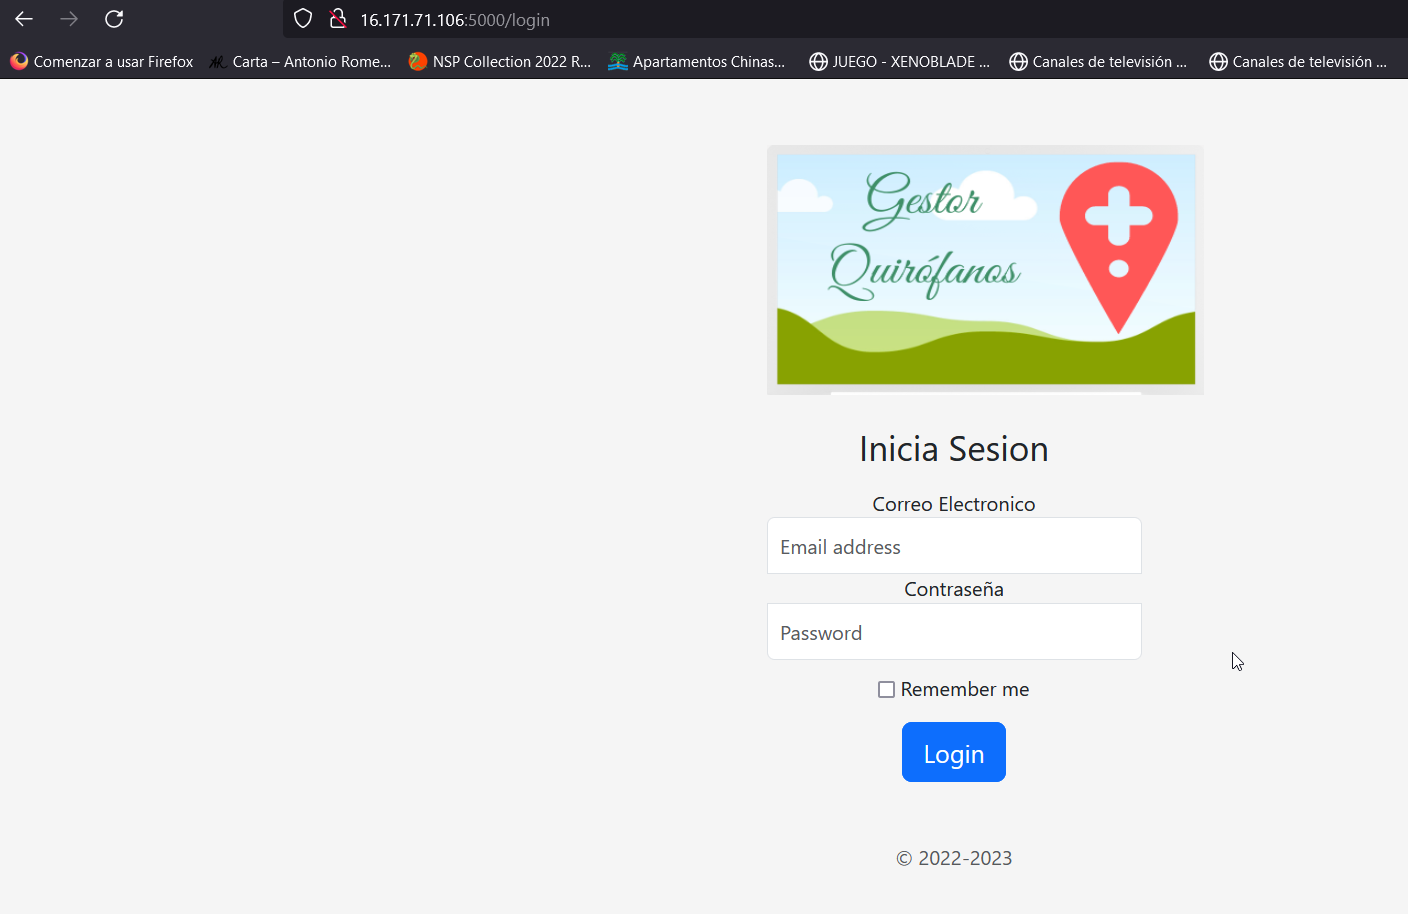 16.171.71.106:5000/login
Comenzar a usar Firefox
Carta – Antonio Rome...
NSP Collection 2022 R...
Apartamentos Chinas...
JUEGO - XENOBLADE ...
Canales de televisión ...
Canales de televisión ...
Gestor
Quirófanos
Inicia Sesion
Correo Electronico
Email address
Contraseña
Password
Remember me
Login
© 2022-2023